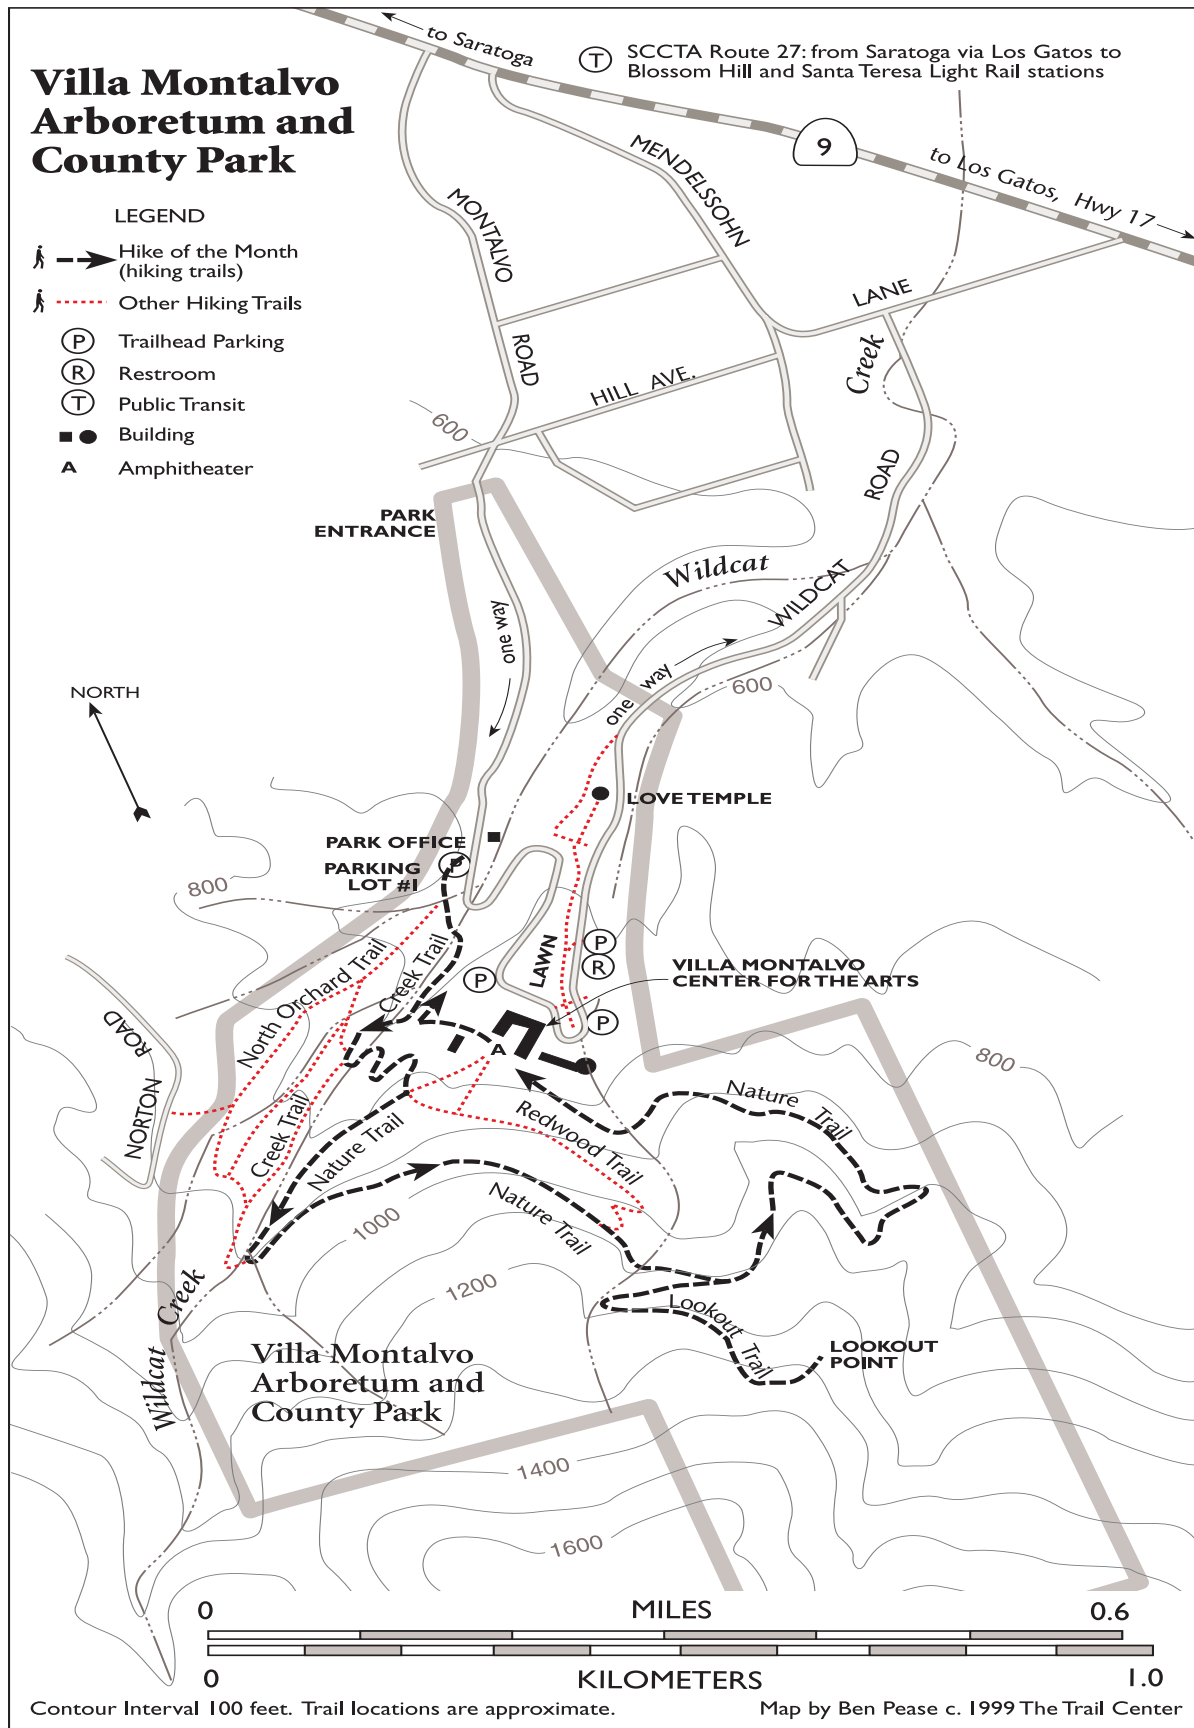 to Saratoga
T
SCCTA Route 27: from Saratoga via Los Gatos to
Blossom Hill and Santa Teresa Light Rail stations
Villa Montalvo
Arboretum and
County Park
9
to Los Gatos, Hwy 17
MENDELSSOHN
LANE
MONTALVO
ROAD
LEGEND
Hike of the Month
(hiking trails)
Other Hiking Trails
P
Trailhead Parking
R
Restroom
T
Public Transit
Building
A
Amphitheater
HILL AVE.
Creek
600
ROAD
PARK
ENTRANCE
Wildcat
WILDCAT
one way
one way
600
NORTH
LOVE TEMPLE
PARK OFFICE
PARKING
LOT #1
P
800
North Orchard Trail
Creek Trail
LAWN
P
R
P
P
VILLA MONTALVO
CENTER FOR THE ARTS
A
800
NORTON
ROAD
Creek Trail
Nature Trail
Redwood Trail
Nature
Trail
Nature Trail
1000
1200
Wildcat
Creek
Lookout
Trail
LOOKOUT
POINT
Villa Montalvo
Arboretum and
County Park
1400
1600
0
MILES
0.6
0
KILOMETERS
1.0
Contour Interval 100 feet. Trail locations are approximate.
Map by Ben Pease c. 1999 The Trail Center